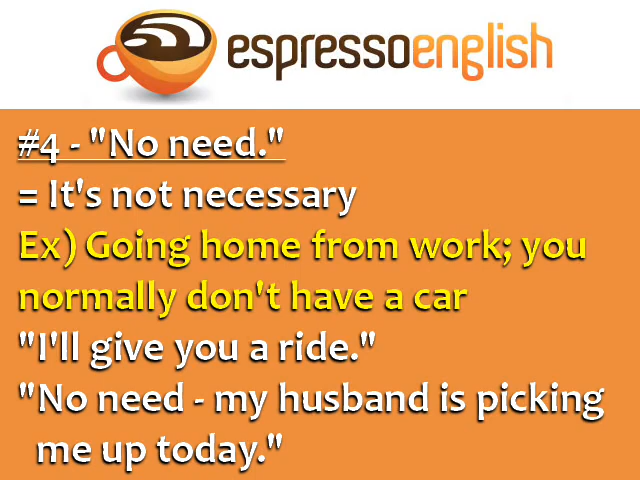 espressoenglish
#4 - "No need."
= It's not necessary
Ex) Going home from work; you
normally don't have a car
"I'll give you a ride."
"No need - my husband is picking
me up today."